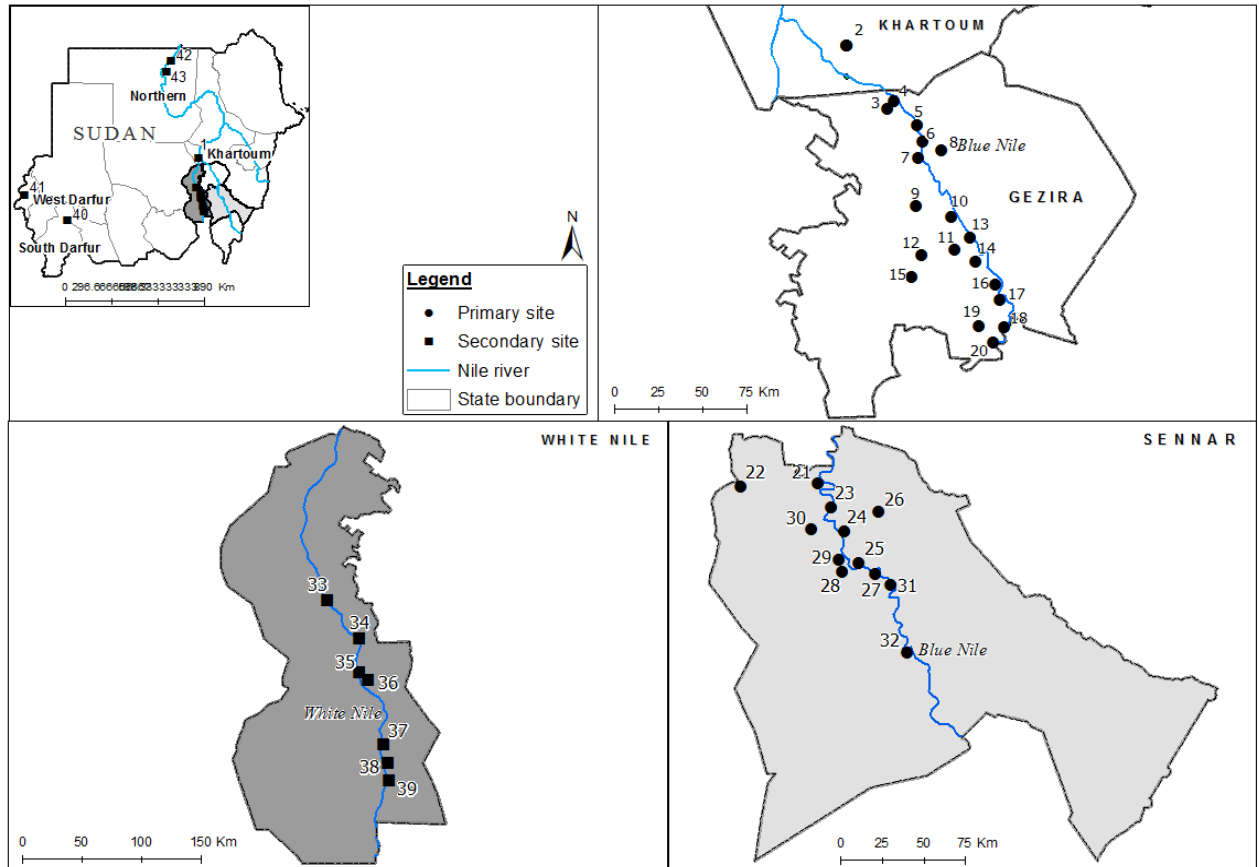 42
43
Northern
SUDAN
1
Khartoum
41
West Darfur
40
South Darfur
Km
N
Legend
Primary site
Secondary site
Nile river
State boundary
KHARTOUM
2
4
3
5
6
8
Blue Nile
7
9
GEZIRA
10
13
11
12
14
15
16
17
19
18
20
0 25 50 75 Km
WHITE NILE
33
34
35
36
White Nile
37
38
39
0 50 100 150 Km
SENNAR
22
21
23
26
30
24
29
25
28
27
31
32
Blue Nile
0 25 50 75 Km